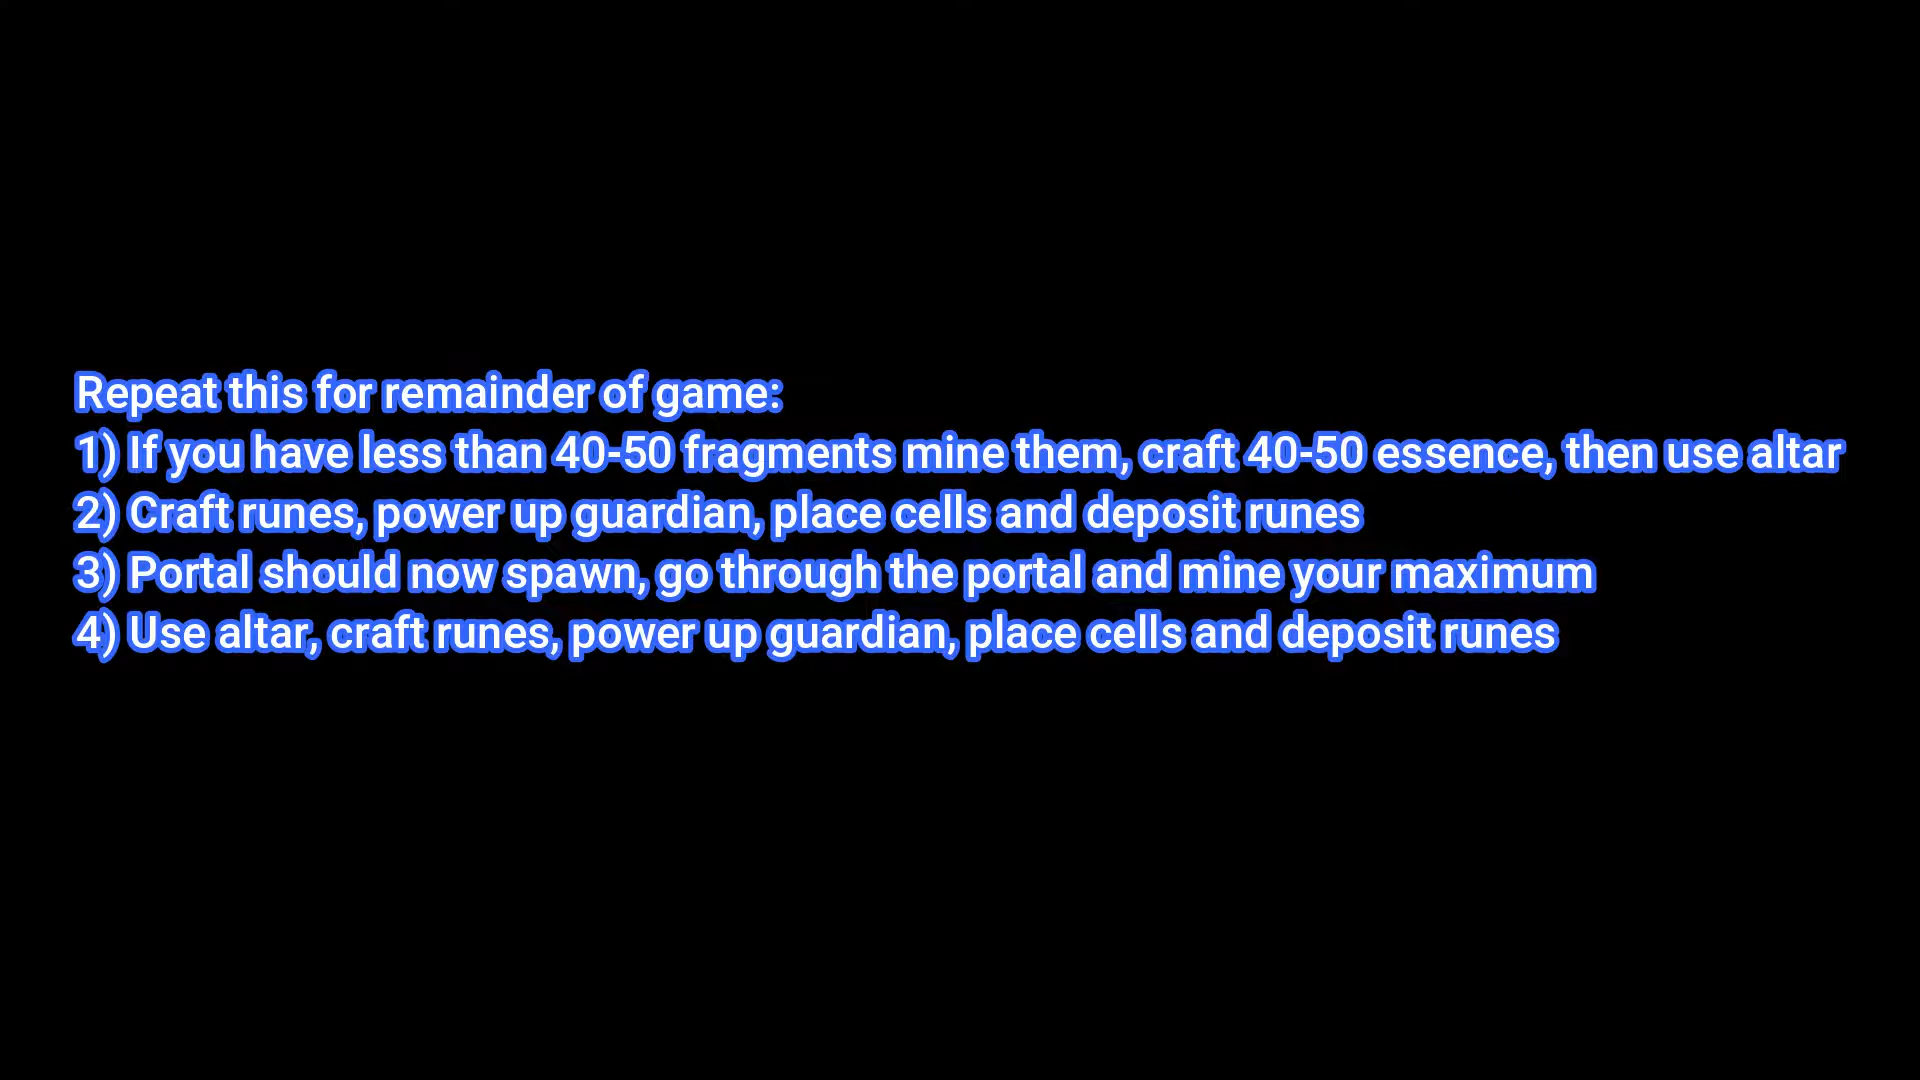 Repeat this for remainder of game:
1) If you have less than 40-50 fragments mine them, craft 40-50 essence, then use altar
2) Craft runes, power up guardian, place cells and deposit runes
3) Portal should now spawn, go through the portal and mine your maximum
4) Use altar, craft runes, power up guardian, place cells and deposit runes